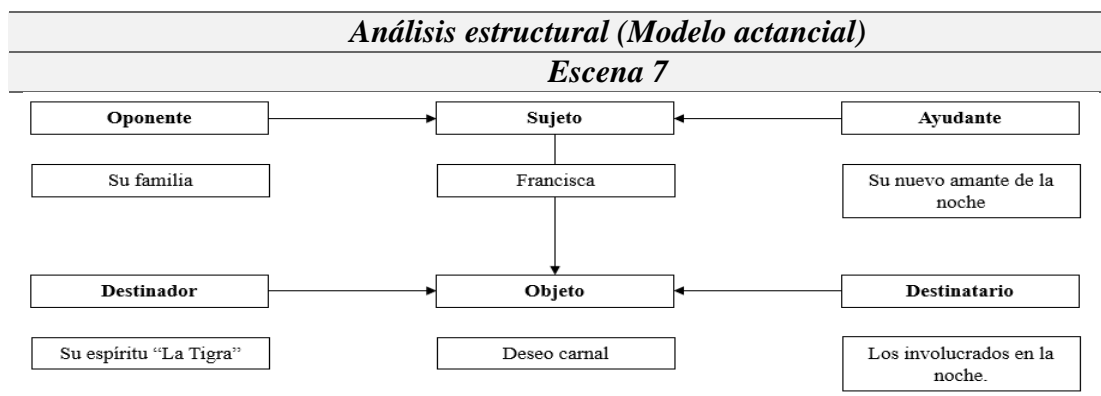 Análisis estructural (Modelo actancial)
Escena 7
Oponente
Sujeto
Ayudante
Su familia
Francisca
Su nuevo amante de la
noche
Destinador
Objeto
Destinatario
Su espíritu “La Tigra”
Deseo carnal
Los involucrados en la
noche.